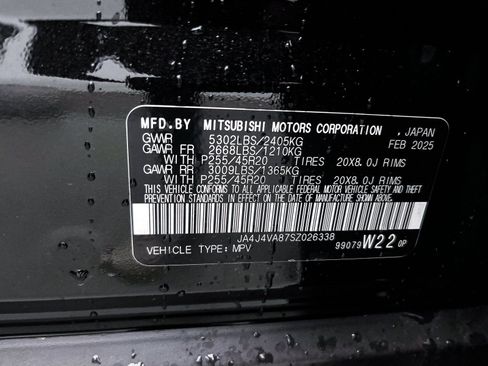 MFD.BY MITSUBISHI MOTORS CORPORATION , JAPAN
GVWR 5302LBS/2405KG FEB 2025
GAWR FR 2668LBS/1210KG
WITH P255/45R20 TIRES 20X8.0J RIMS
GAWR RR 3009LBS/1365KG
WITH P255/45R20 TIRES 20X8.0J RIMS
THIS VEHICLE CONFORMS TO ALL APPLICABLE FEDERAL MOTOR VEHICLE SAFETY AND THEFT
PREVENTION STANDARDS IN EFFECT ON THE DATE OF MANUFACTURE SHOWN ABOVE.
JA4J4VA87SZ026338
VEHICLE TYPE: MPV 99079 W22 0P